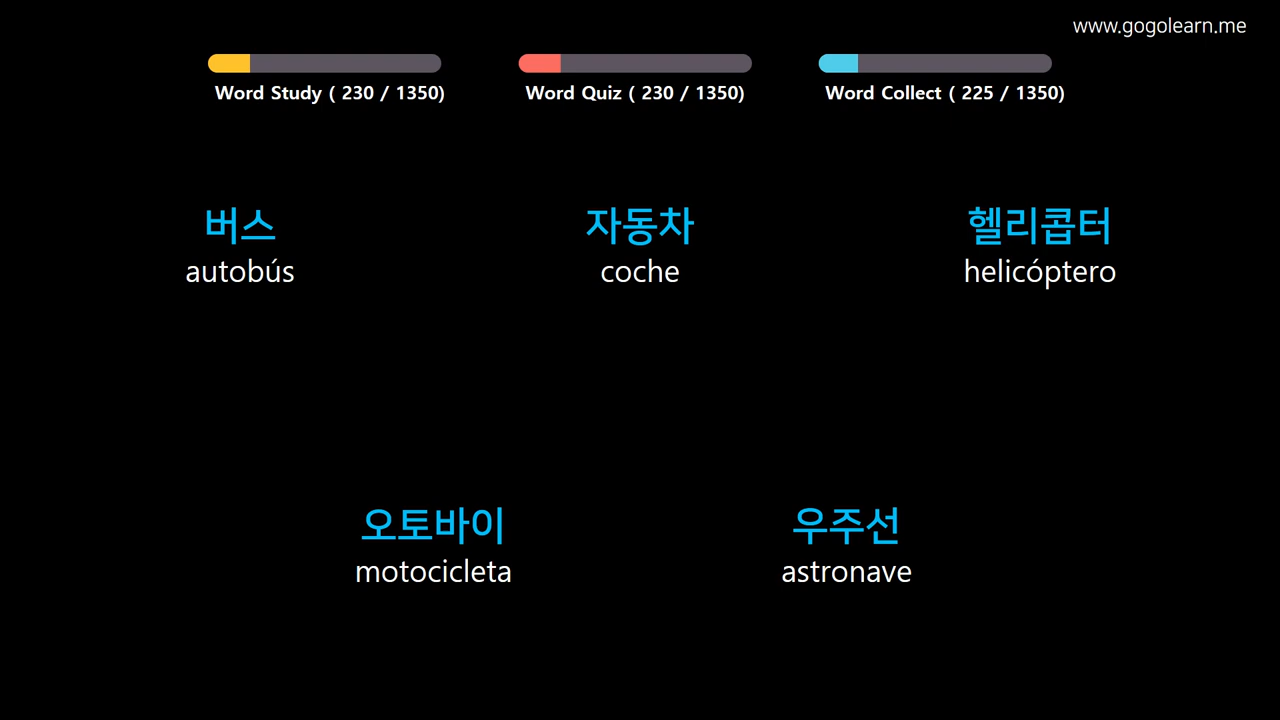 www.gogolearn.me
Word Study ( 230 / 1350)
Word Quiz ( 230 / 1350)
Word Collect ( 225 / 1350)
버스
autobús
자동차
coche
헬리콥터
helicóptero
오토바이
motocicleta
우주선
astronave